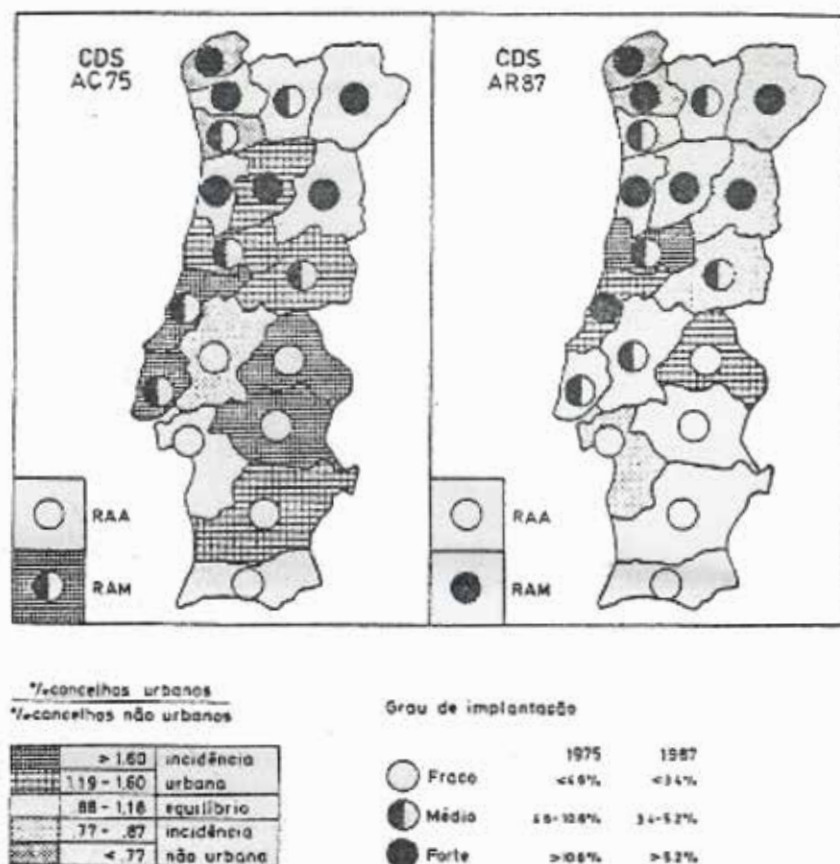 CDS
AC75
CDS
AR87
RAA
RAM
RAA
RAM
%concelhos urbanos
%concelhos não urbanos
> 1.60 incidência
1.19 - 1.60 urbana
.88 - 1.18 equilíbrio
.77 - .87 incidência
< .77 não urbana
Grau de implantação
1975 1987
Fraco
Médio
Forte